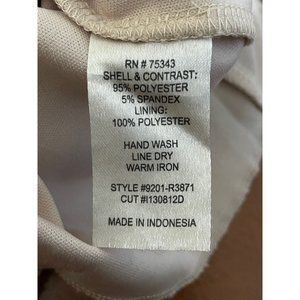 RN # 75343
SHELL & CONTRAST:
95% POLYESTER
5% SPANDEX
LINING:
100% POLYESTER
HAND WASH
LINE DRY
WARM IRON
STYLE #9201-R3871
CUT #I130812D
MADE IN INDONESIA